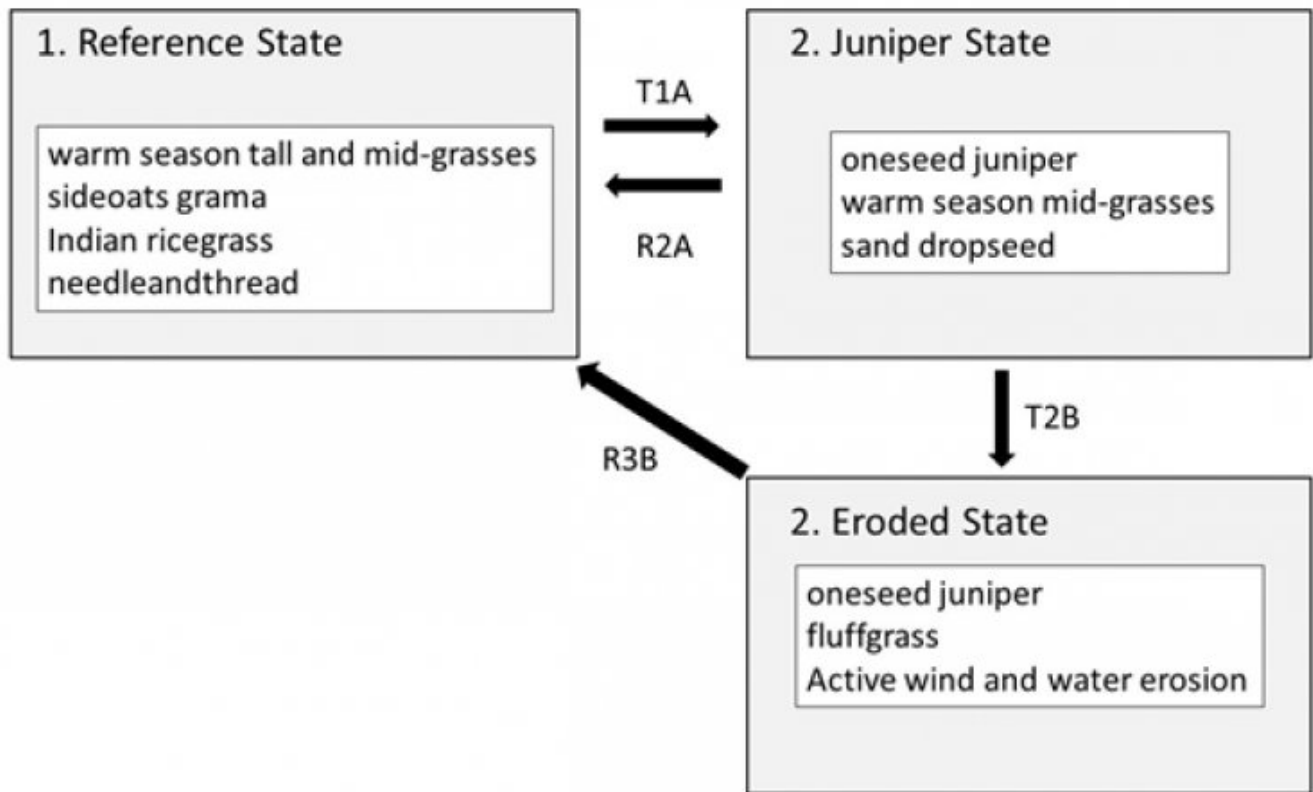 1. Reference State
warm season tall and mid-grasses
sideoats grama
Indian ricegrass
needleandthread
T1A
R2A
2. Juniper State
oneseed juniper
warm season mid-grasses
sand dropseed
T2B
R3B
2. Eroded State
oneseed juniper
fluffgrass
Active wind and water erosion